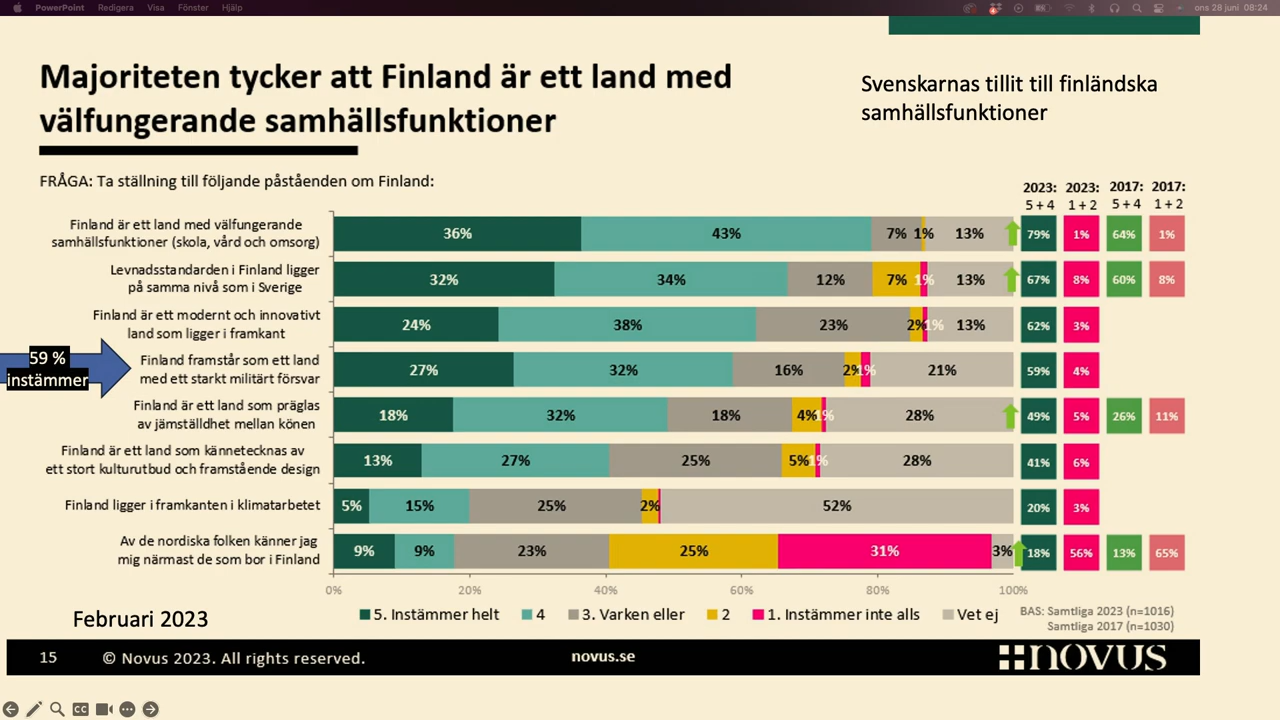 PowerPoint Redigera Visa Fönster Hjälp
ons 28 juni 08:24
Majoriteten tycker att Finland är ett land med
välfungerande samhällsfunktioner
Svenskarnas tillit till finländska
samhällsfunktioner
FRÅGA: Ta ställning till följande påståenden om Finland:
2023: 2023: 2017: 2017:
5 + 4 1 + 2 5 + 4 1 + 2
Finland är ett land med välfungerande
samhällsfunktioner (skola, vård och omsorg)
36% 43% 7% 1% 13% 79% 1% 64% 1%
Levnadsstandarden i Finland ligger
på samma nivå som i Sverige
32% 34% 12% 7% 1% 13% 67% 8% 60% 8%
Finland är ett modernt och innovativt
land som ligger i framkant
24% 38% 23% 2% 1% 13% 62% 3%
59 %
instämmer
Finland framstår som ett land
med ett starkt militärt försvar
27% 32% 16% 2% 1% 21% 59% 4%
Finland är ett land som präglas
av jämställdhet mellan könen
18% 32% 18% 4% 1% 28% 49% 5% 26% 11%
Finland är ett land som kännetecknas av
ett stort kulturutbud och framstående design
13% 27% 25% 5% 1% 28% 41% 6%
Finland ligger i framkanten i klimatarbetet
5% 15% 25% 2% 52% 20% 3%
Av de nordiska folken känner jag
mig närmast de som bor i Finland
9% 9% 23% 25% 31% 3% 18% 56% 13% 65%
0% 20% 40% 60% 80% 100%
5. Instämmer helt 4 3. Varken eller 2 1. Instämmer inte alls Vet ej
BAS: Samtliga 2023 (n=1016)
Samtliga 2017 (n=1030)
Februari 2023
15 © Novus 2023. All rights reserved. novus.se novus
CC